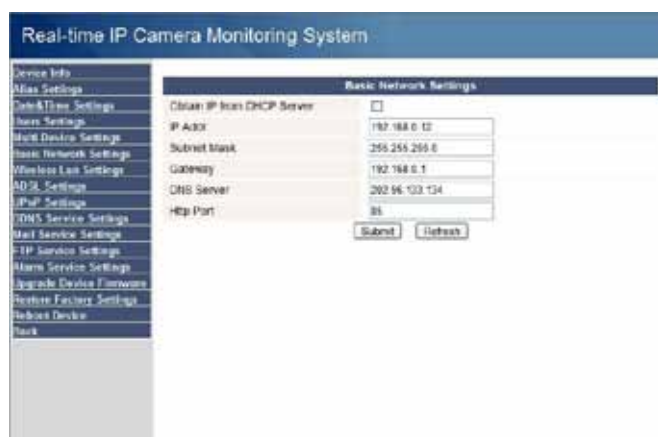 Real-time IP Camera Monitoring System
Device Info
Alias Settings
Date&Time Settings
Users Settings
Multi-Device Settings
Basic Network Settings
Wireless Lan Settings
ADSL Settings
UPnP Settings
DDNS Service Settings
Mail Service Settings
FTP Service Settings
Alarm Service Settings
Upgrade Device Firmware
Restore Factory Settings
Reboot Device
Back
Basic Network Settings
Obtain IP from DHCP Server
IP Addr 192.168.0.12
Subnet Mask 255.255.255.0
Gateway 192.168.0.1
DNS Server 202.96.133.134
Http Port 85
Submit Refresh